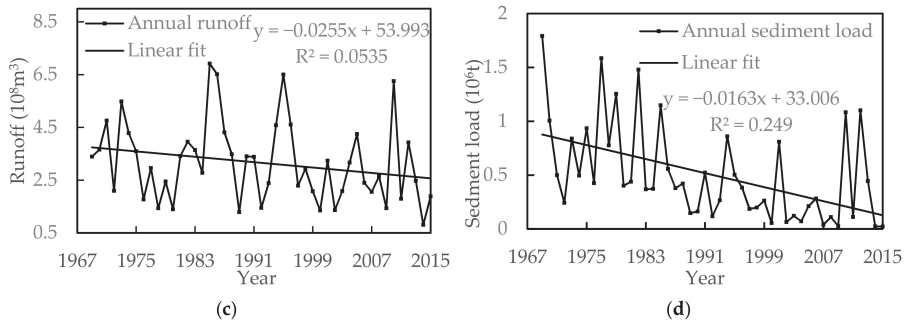 8.5
6.5
4.5
2.5
0.5
Runoff (10⁸m³)
Annual runoff
Linear fit
y = −0.0255x + 53.993
R² = 0.0535
1967 1975 1983 1991 1999 2007 2015
Year
(c)
2
1.5
1
0.5
0
Sedment load (10⁶t)
Annual sediment load
Linear fit
y = −0.0163x + 33.006
R² = 0.249
1967 1975 1983 1991 1999 2007 2015
Year
(d)